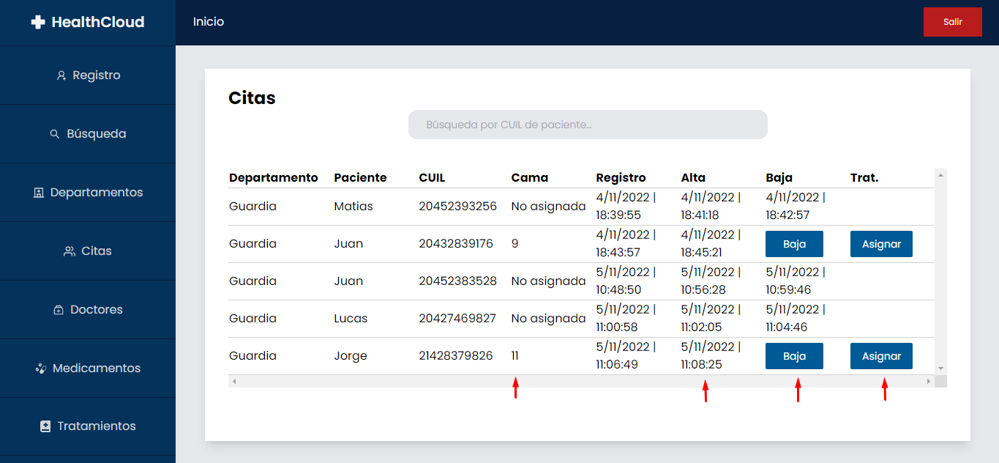 HealthCloud
Inicio
Salir
Registro
Búsqueda
Departamentos
Citas
Doctores
Medicamentos
Tratamientos
Citas
Búsqueda por CUIL de paciente...
Departamento Paciente CUIL Cama Registro Alta Baja Trat.
Guardia Matias 20452393256 No asignada 4/11/2022 | 18:39:55 4/11/2022 | 18:41:18 4/11/2022 | 18:42:57
Guardia Juan 20432839176 9 4/11/2022 | 18:43:57 4/11/2022 | 18:45:21 Baja Asignar
Guardia Juan 20452383528 No asignada 5/11/2022 | 10:48:50 5/11/2022 | 10:56:28 5/11/2022 | 10:59:46
Guardia Lucas 20427469827 No asignada 5/11/2022 | 11:00:58 5/11/2022 | 11:02:05 5/11/2022 | 11:04:46
Guardia Jorge 21428379826 11 5/11/2022 | 11:06:49 5/11/2022 | 11:08:25 Baja Asignar